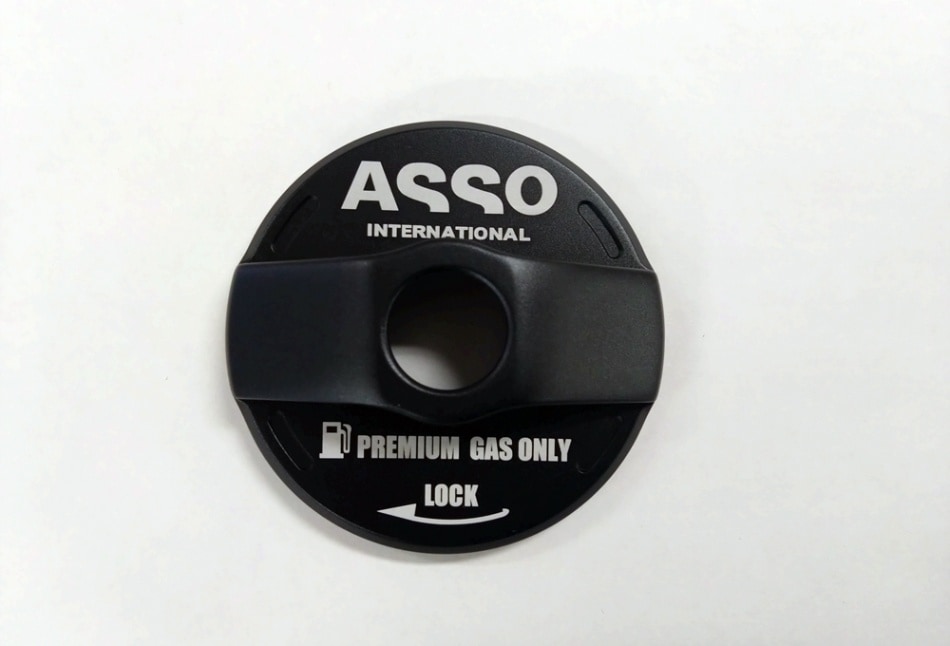 ASSO
INTERNATIONAL
PREMIUM GAS ONLY
LOCK